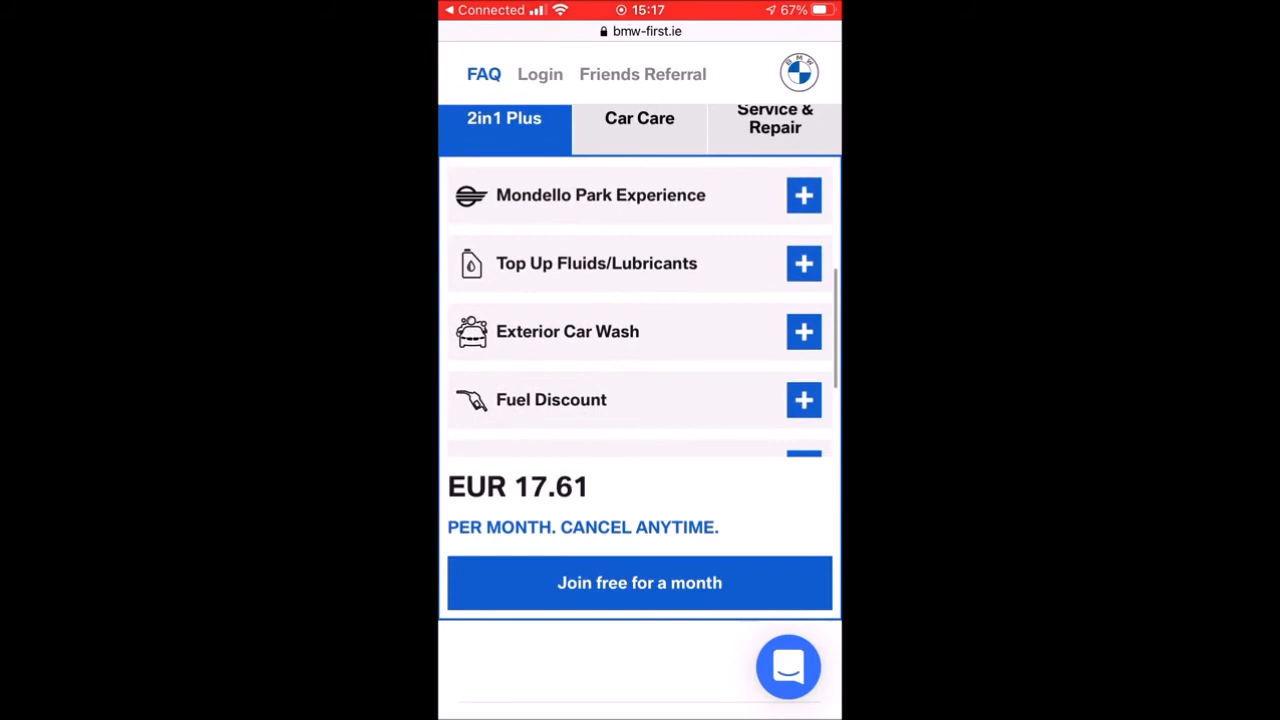 Connected 15:17 67%
bmw-first.ie
FAQ Login Friends Referral
BMW
2in1 Plus
Car Care
Service &
Repair
Mondello Park Experience
Top Up Fluids/Lubricants
Exterior Car Wash
Fuel Discount
EUR 17.61
PER MONTH. CANCEL ANYTIME.
Join free for a month